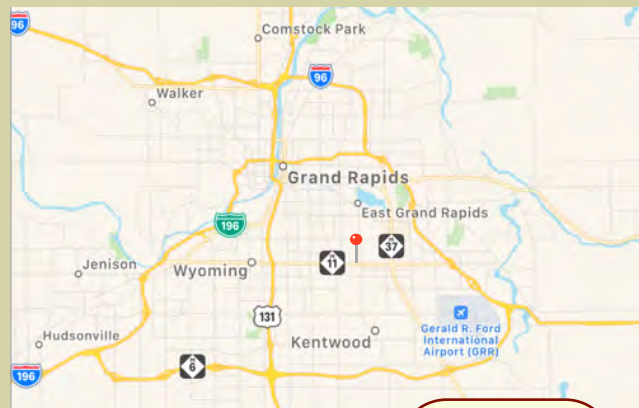 96
Comstock Park
96
Walker
Grand Rapids
East Grand Rapids
196
M
37
M
11
Jenison
Wyoming
131
Gerald R. Ford
International
Airport (GRR)
Hudsonville
Kentwood
M
6
196